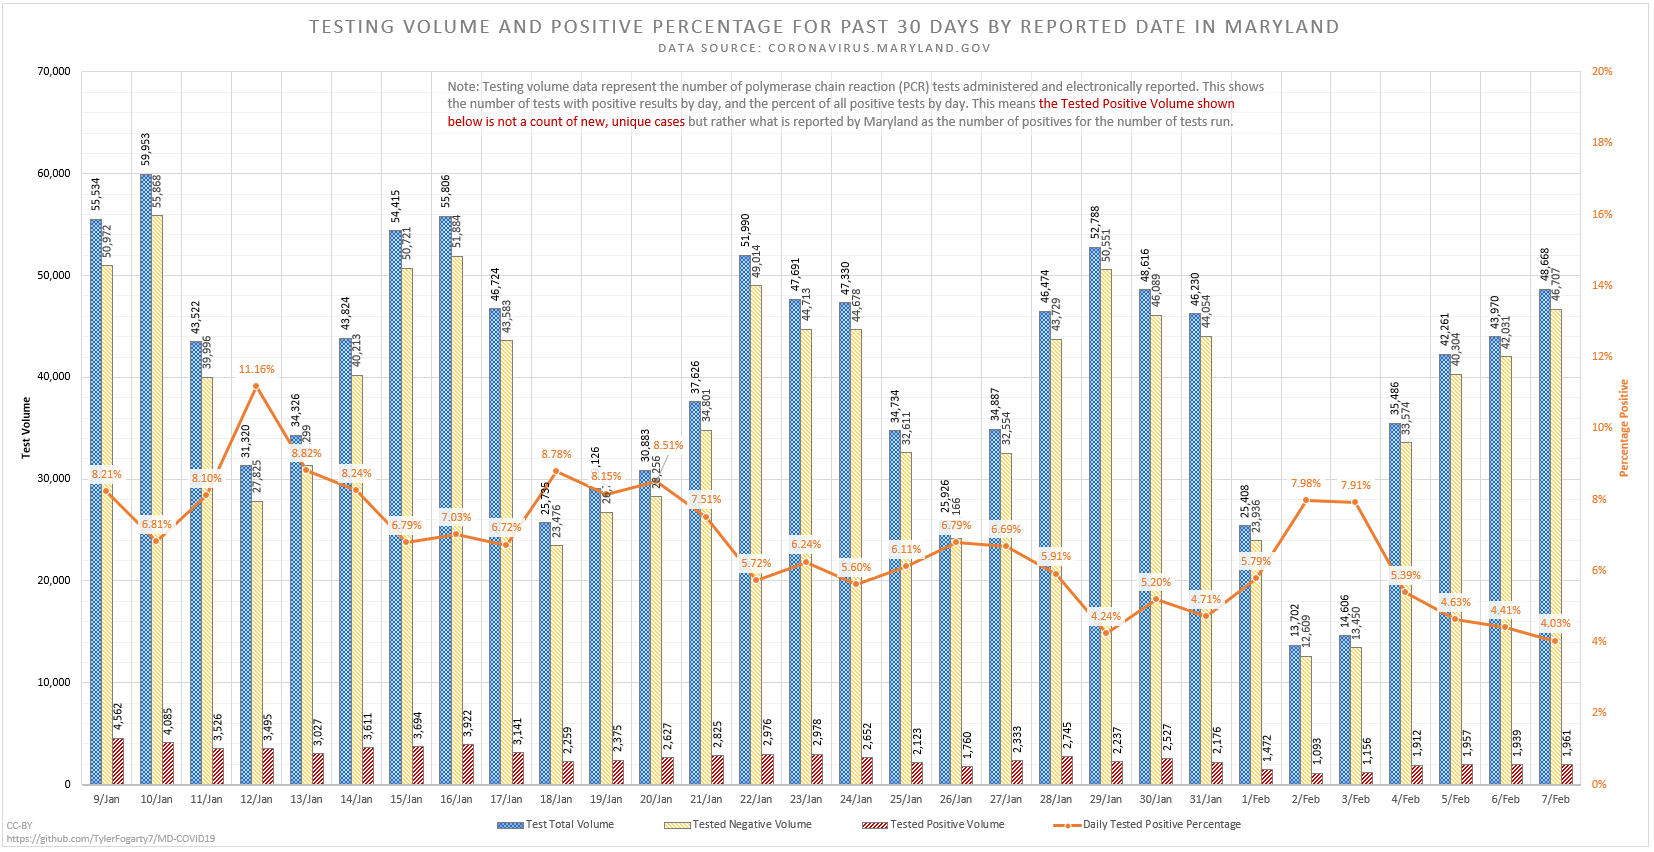 TESTING VOLUME AND POSITIVE PERCENTAGE FOR PAST 30 DAYS BY REPORTED DATE IN MARYLAND
DATA SOURCE: CORONAVIRUS.MARYLAND.GOV
Note: Testing volume data represent the number of polymerase chain reaction (PCR) tests administered and electronically reported. This shows
the number of tests with positive results by day, and the percent of all positive tests by day. This means the Tested Positive Volume shown
below is not a count of new, unique cases but rather what is reported by Maryland as the number of positives for the number of tests run.
Test Volume
70,000
60,000
50,000
40,000
30,000
20,000
10,000
0
Percentage Positive
20%
18%
16%
14%
12%
10%
8%
6%
4%
2%
0%
55,534 50,972 8.21% 4,562
59,953 55,868 6.81% 4,085
43,522 39,996 8.10% 3,526
31,320 27,825 11.16% 3,495
34,326 ,299 8.82% 3,027
43,824 40,213 8.24% 3,611
54,415 50,721 6.79% 3,694
55,806 51,884 7.03% 3,922
46,724 43,583 6.72% 3,141
25,735 23,476 8.78% 2,259
,126 8.15% 2,375
30,883 28,256 8.51% 2,627
37,626 34,801 7.51% 2,825
51,990 49,014 5.72% 2,976
47,691 44,713 6.24% 2,978
47,330 44,678 5.60% 2,652
34,734 32,611 6.11% 2,123
25,926 166 6.79% 1,760
34,887 32,554 6.69% 2,333
46,474 43,729 5.91% 2,745
52,788 50,551 4.24% 2,237
48,616 46,089 5.20% 2,527
46,230 44,054 4.71% 2,176
25,408 23,936 5.79% 1,472
13,702 12,609 7.98% 1,093
14,606 13,450 7.91% 1,156
35,486 33,574 5.39% 1,912
42,261 40,304 4.63% 1,957
43,970 42,031 4.41% 1,939
48,668 46,707 4.03% 1,961
9/Jan 10/Jan 11/Jan 12/Jan 13/Jan 14/Jan 15/Jan 16/Jan 17/Jan 18/Jan 19/Jan 20/Jan 21/Jan 22/Jan 23/Jan 24/Jan 25/Jan 26/Jan 27/Jan 28/Jan 29/Jan 30/Jan 31/Jan 1/Feb 2/Feb 3/Feb 4/Feb 5/Feb 6/Feb 7/Feb
Test Total Volume Tested Negative Volume Tested Positive Volume Daily Tested Positive Percentage
CC-BY
https://github.com/TylerFogarty7/MD-COVID19